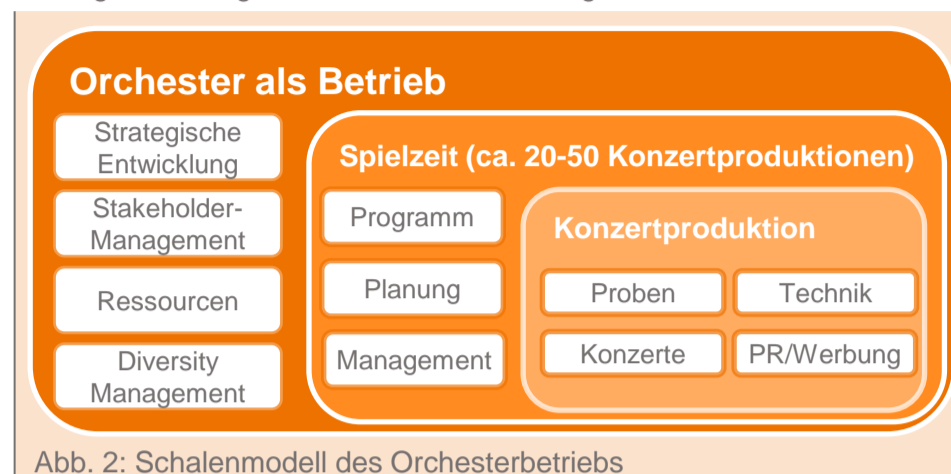 Orchester als Betrieb
Strategische
Entwicklung
Stakeholder-
Management
Ressourcen
Diversity
Management
Spielzeit (ca. 20-50 Konzertproduktionen)
Programm
Planung
Management
Konzertproduktion
Proben
Technik
Konzerte
PR/Werbung
Abb. 2: Schalenmodell des Orchesterbetriebs